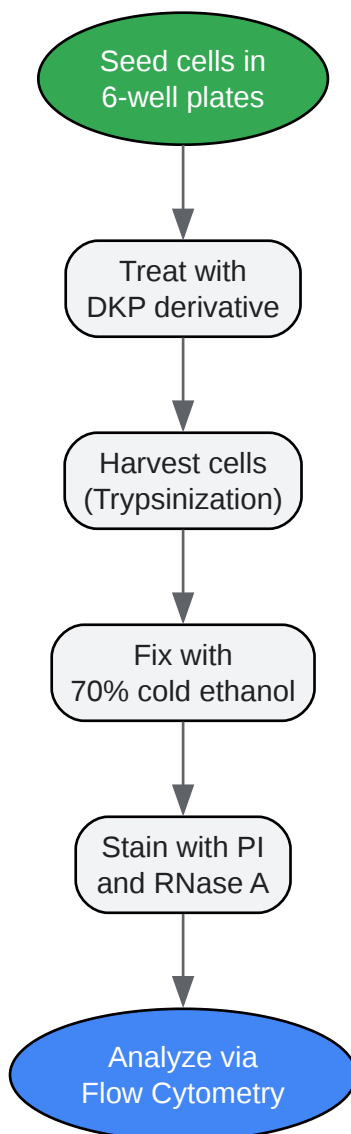 Seed cells in
6-well plates
Treat with
DKP derivative
Harvest cells
(Trypsinization)
Fix with
70% cold ethanol
Stain with PI
and RNase A
Analyze via
Flow Cytometry